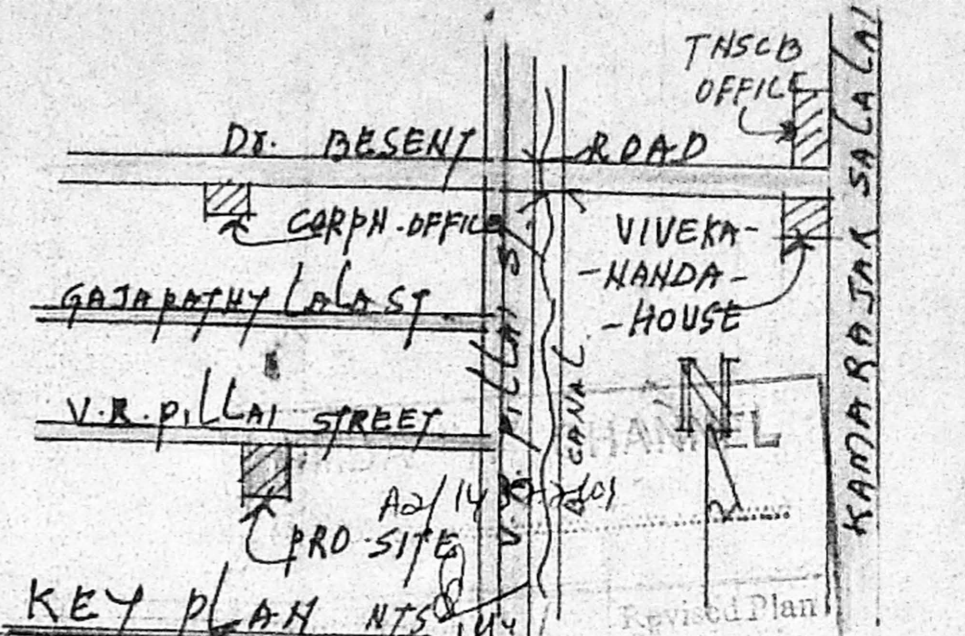 TNSCB
OFFICE
Dr. BESENT ROAD
CORPN. OFFICE
VIVEKA-
-NANDA-
-HOUSE
GAJAPATHY LALA ST
V.R. PILLAI STREET
PRO-SITE
V.R. PILLAI S
CANAL
KAMARAJAR SALALAI
N
CHANNEL
KEY PLAN NTS
Revised Plan